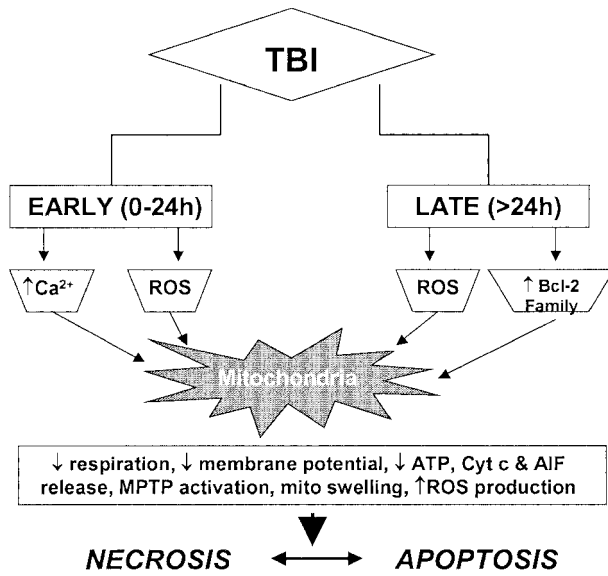 TBI
EARLY (0-24h)
LATE (>24h)
↑Ca²⁺
ROS
ROS
↑ Bcl-2
Family
Mitochondria
↓ respiration, ↓ membrane potential, ↓ ATP, Cyt c & AIF
release, MPTP activation, mito swelling, ↑ROS production
NECROSIS
APOPTOSIS